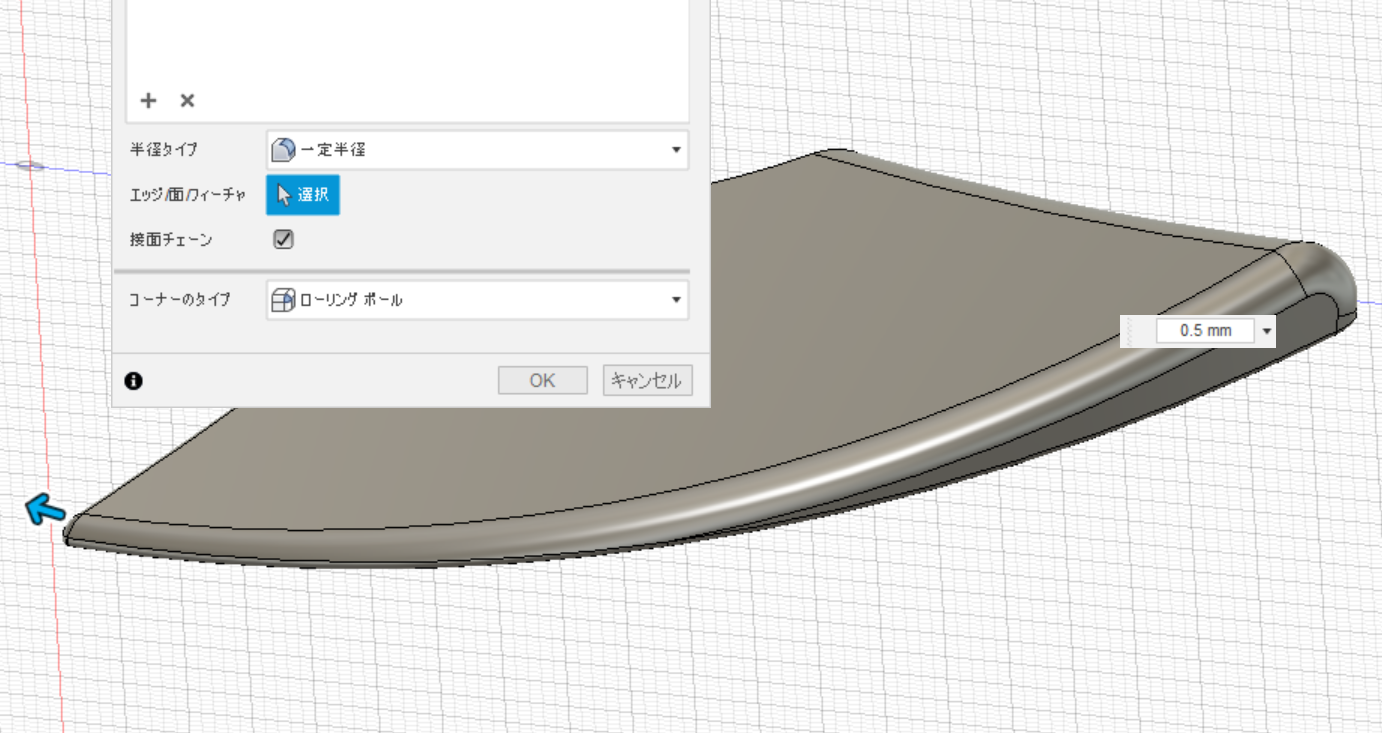 半径タイプ
一定半径
エッジ/面/フィーチャ
選択
接面チェーン
コーナーのタイプ
ローリング ボール
OK
キャンセル
0.5 mm